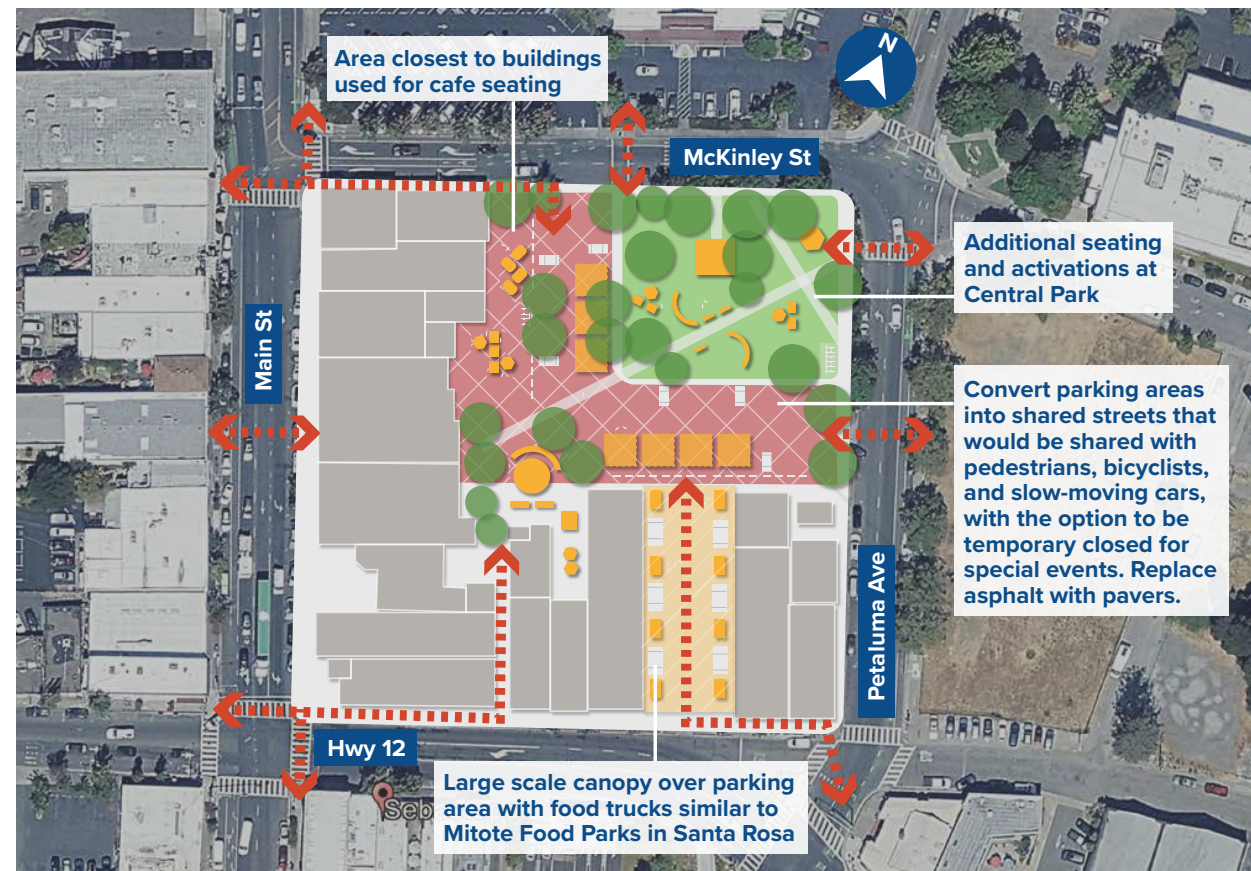 Area closest to buildings
used for cafe seating
N
McKinley St
Additional seating
and activations at
Central Park
Main St
Convert parking areas
into shared streets that
would be shared with
pedestrians, bicyclists,
and slow-moving cars,
with the option to be
temporary closed for
special events. Replace
asphalt with pavers.
Petaluma Ave
Hwy 12
Seb
Large scale canopy over parking
area with food trucks similar to
Mitote Food Parks in Santa Rosa